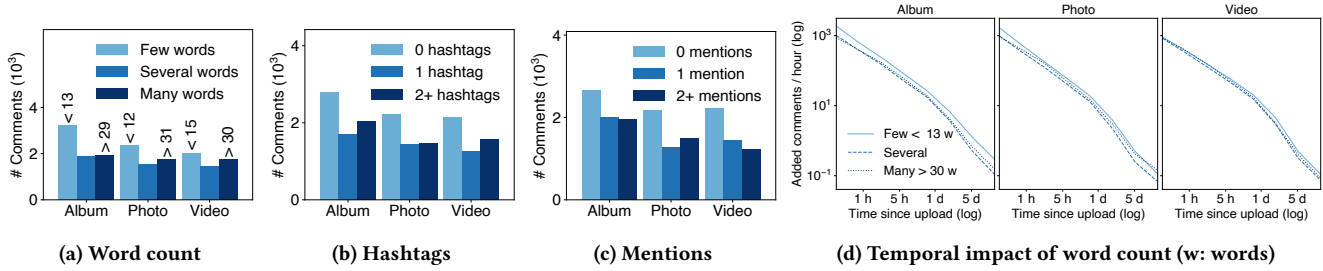 # Comments (10³)
4
2
0
Few words
Several words
Many words
< 13
> 29
< 12
> 31
< 15
> 30
Album Photo Video
(a) Word count
# Comments (10³)
4
2
0
0 hashtags
1 hashtag
2+ hashtags
Album Photo Video
(b) Hashtags
# Comments (10³)
4
2
0
0 mentions
1 mention
2+ mentions
Album Photo Video
(c) Mentions
Album Photo Video
Added comments / hour (log)
10³
10¹
10⁻¹
Few < 13 w
Several
Many > 30 w
1 h 5 h 1 d 5 d 1 h 5 h 1 d 5 d 1 h 5 h 1 d 5 d
Time since upload (log) Time since upload (log) Time since upload (log)
(d) Temporal impact of word count (w: words)